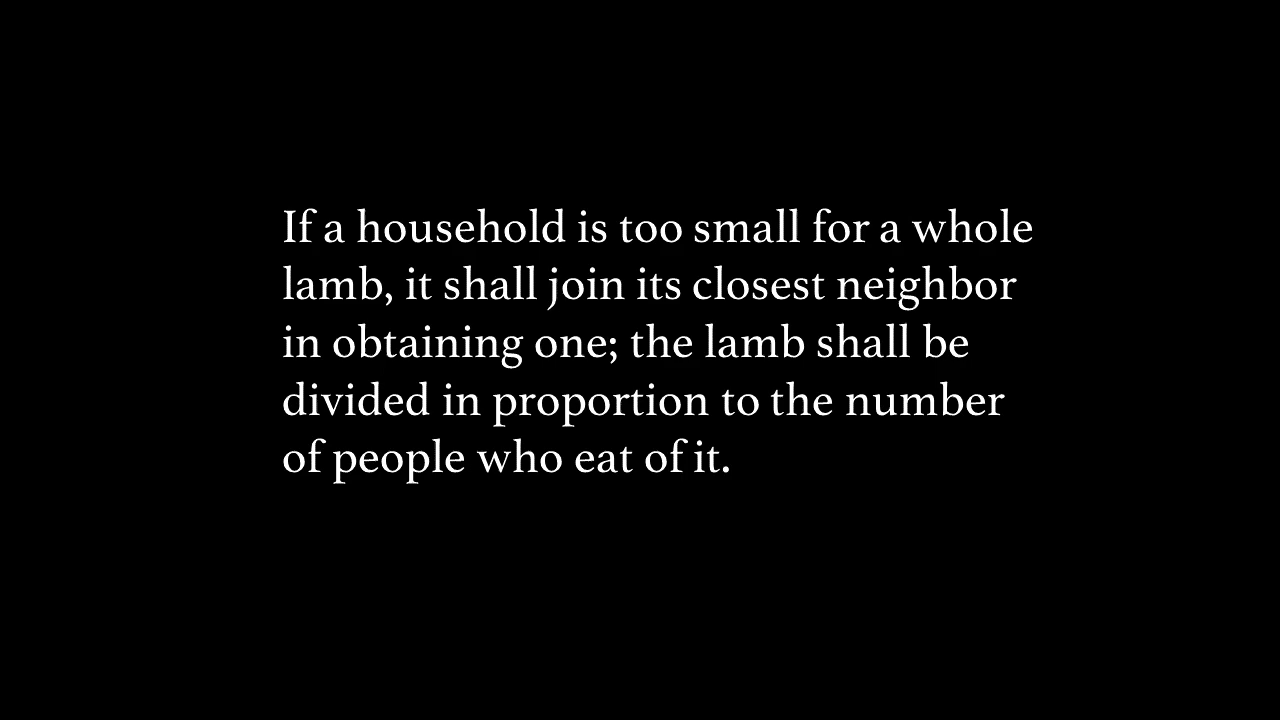 If a household is too small for a whole
lamb, it shall join its closest neighbor
in obtaining one; the lamb shall be
divided in proportion to the number
of people who eat of it.